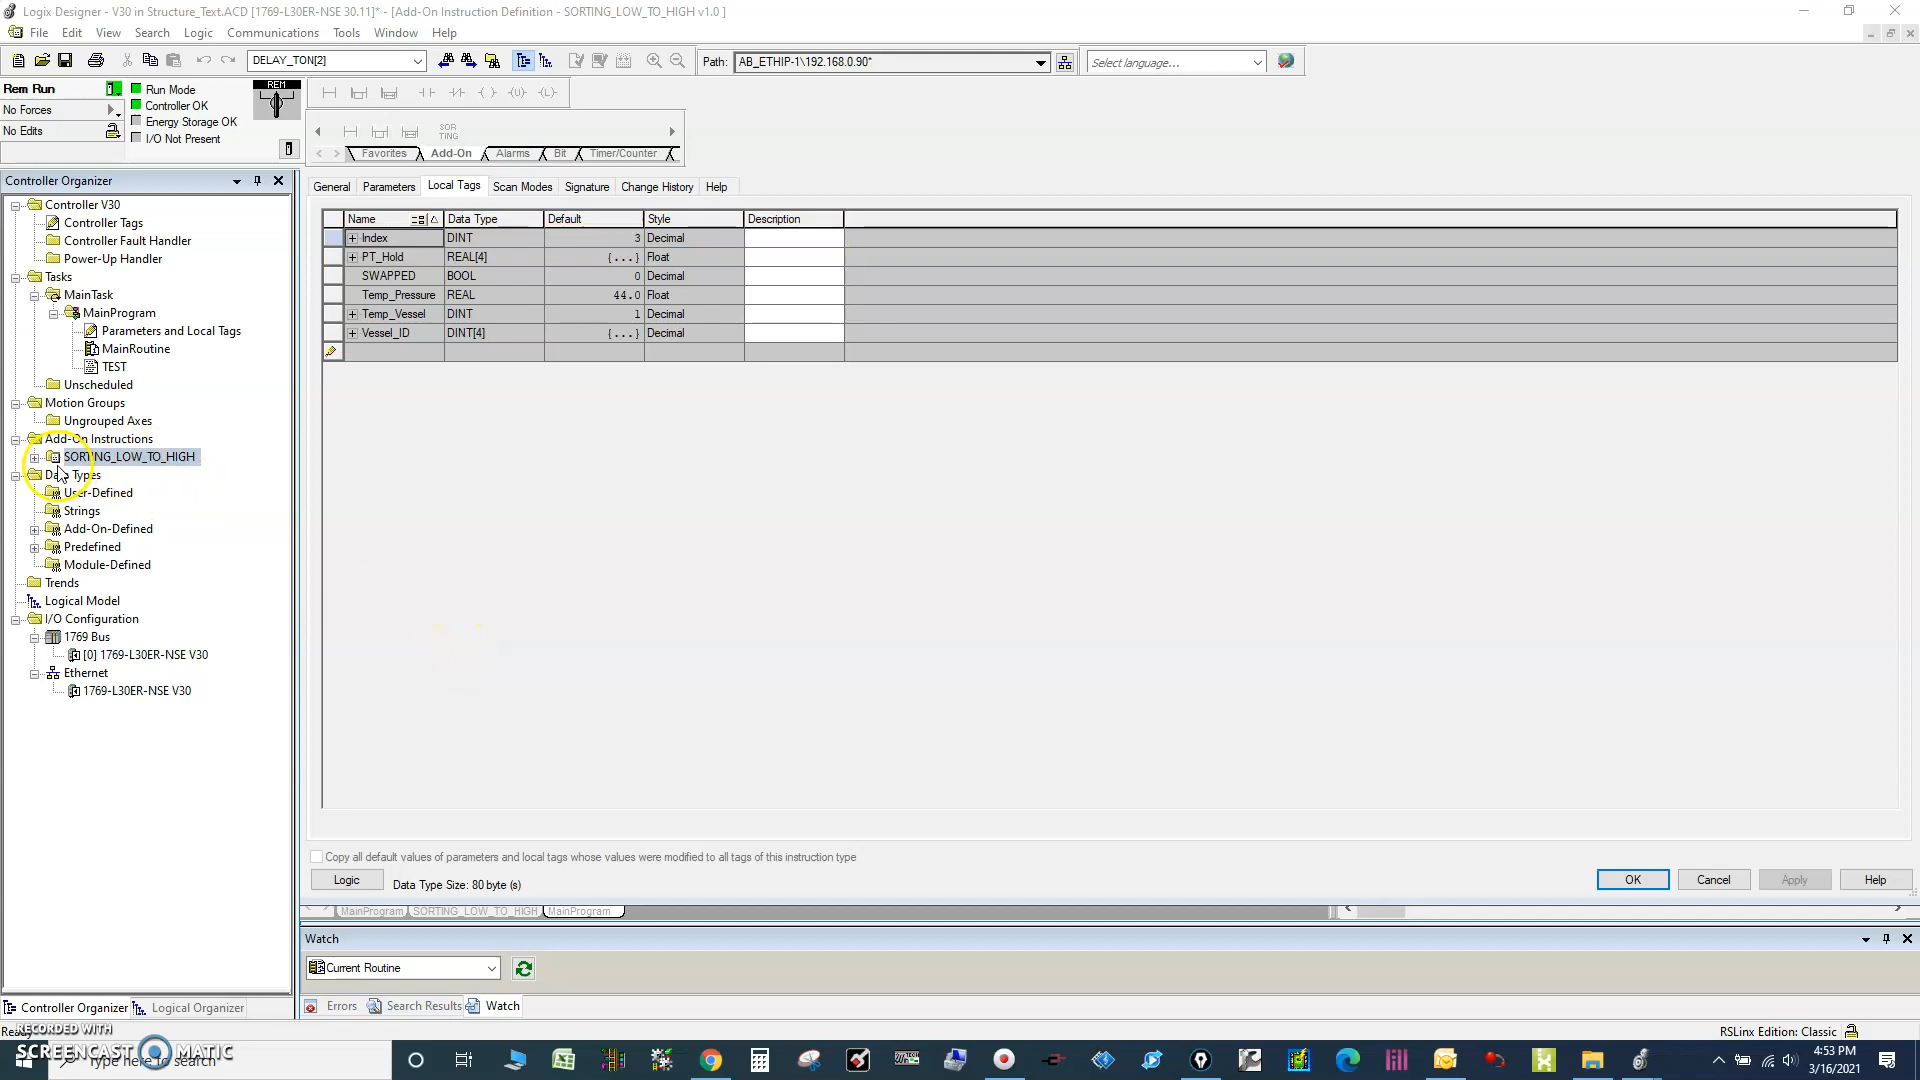 Logix Designer - V30 in Structure_Text.ACD [1769-L30ER-NSE 30.11]* - [Add-On Instruction Definition - SORTING_LOW_TO_HIGH v1.0 ]
File Edit View Search Logic Communications Tools Window Help
DELAY_TON[2]
Path: AB_ETHIP-1\192.168.0.90*
Select language...
Rem Run
No Forces
No Edits
Run Mode
Controller OK
Energy Storage OK
I/O Not Present
REM
SOR
TING
Favorites Add-On Alarms Bit Timer/Counter
Controller Organizer
Controller V30
Controller Tags
Controller Fault Handler
Power-Up Handler
Tasks
MainTask
MainProgram
Parameters and Local Tags
MainRoutine
TEST
Unscheduled
Motion Groups
Ungrouped Axes
Add-On Instructions
SORTING_LOW_TO_HIGH
Data Types
User-Defined
Strings
Add-On-Defined
Predefined
Module-Defined
Trends
Logical Model
I/O Configuration
1769 Bus
[0] 1769-L30ER-NSE V30
Ethernet
1769-L30ER-NSE V30
Controller Organizer Logical Organizer
General Parameters Local Tags Scan Modes Signature Change History Help
Name Data Type Default Style Description
Index DINT 3 Decimal
PT_Hold REAL[4] {...} Float
SWAPPED BOOL 0 Decimal
Temp_Pressure REAL 44.0 Float
Temp_Vessel DINT 1 Decimal
Vessel_ID DINT[4] {...} Decimal
Copy all default values of parameters and local tags whose values were modified to all tags of this instruction type
Logic Data Type Size: 80 byte (s)
OK Cancel Apply Help
MainProgram SORTING_LOW_TO_HIGH MainProgram
Watch
Current Routine
Errors Search Results Watch
RSLinx Edition: Classic
RECORDED WITH
SCREENCAST MATIC
Type here to search
4:53 PM
3/16/2021